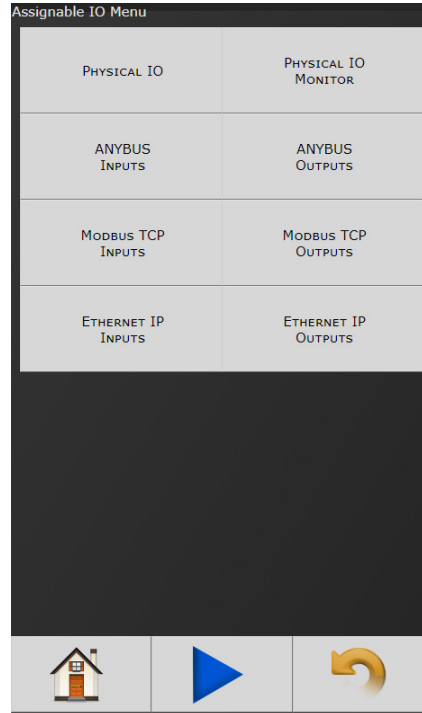 Assignable IO Menu
Physical IO
Physical IO
Monitor
ANYBUS
Inputs
ANYBUS
Outputs
Modbus TCP
Inputs
Modbus TCP
Outputs
Ethernet IP
Inputs
Ethernet IP
Outputs